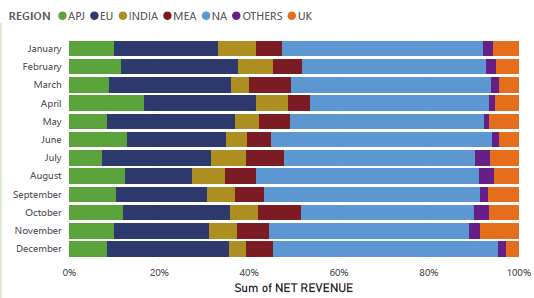 REGION APJ EU INDIA MEA NA OTHERS UK
January
February
March
April
May
June
July
August
September
October
November
December
0% 20% 40% 60% 80% 100%
Sum of NET REVENUE